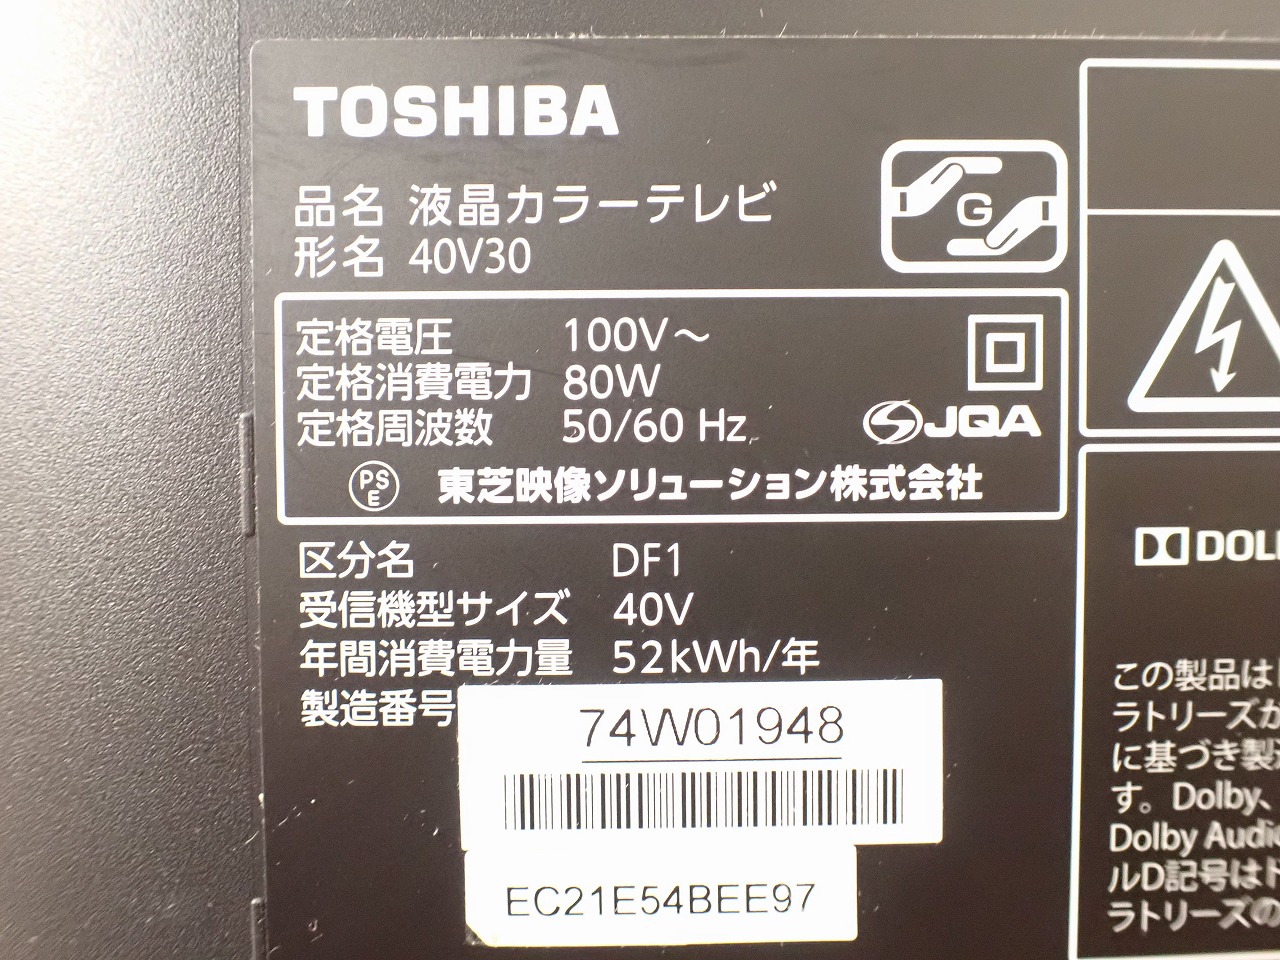 TOSHIBA
品名 液晶カラーテレビ
形名 40V30
G
定格電圧 100V～
定格消費電力 80W
定格周波数 50/60 Hz
JQA
PS
E
東芝映像ソリューション株式会社
区分名 DF1
受信機型サイズ 40V
年間消費電力量 52kWh/年
製造番号
74W01948
EC21E54BEE97
DOL
この製品は
ラトリーズか
に基づき製造
す。Dolby、
Dolby Audio
ルD記号はド
ラトリーズの